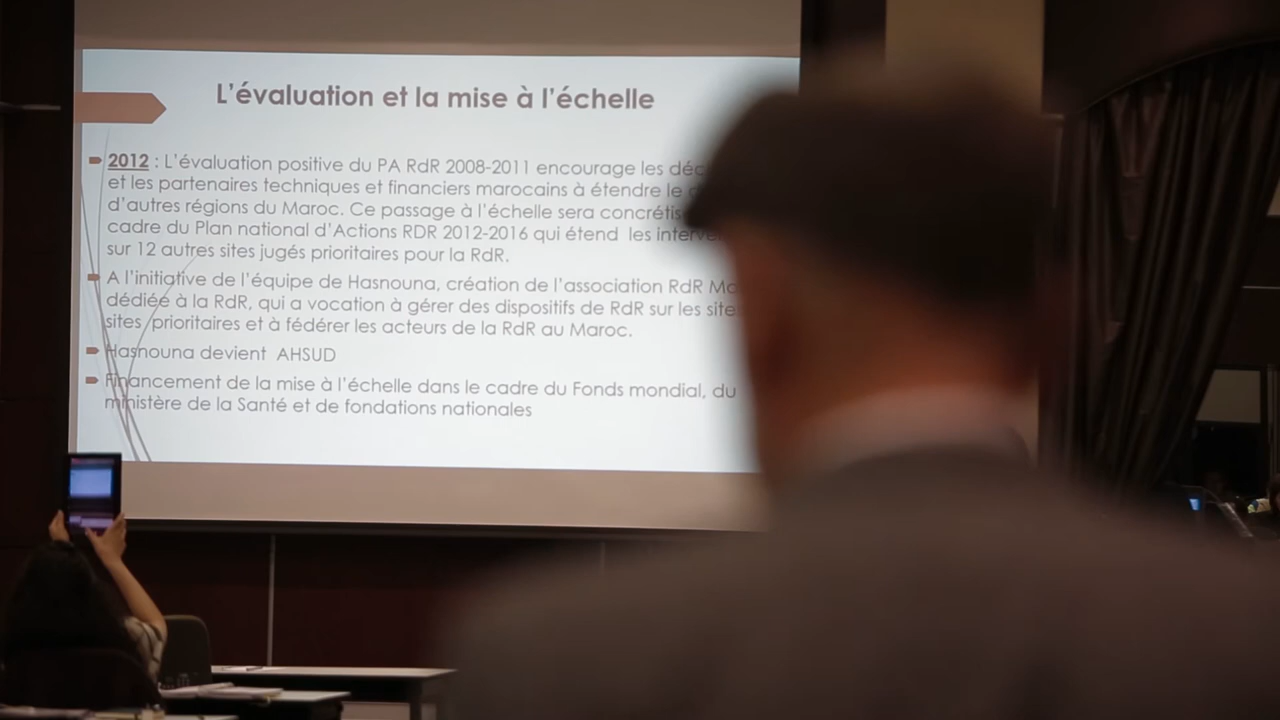 L'évaluation et la mise à l'échelle
2012 : L'évaluation positive du PA RdR 2008-2011 encourage les
et les partenaires techniques et financiers marocains à étendre le
d'autres régions du Maroc. Ce passage à l'échelle sera
cadre du Plan national d'Actions RDR 2012-2016 qui étend les
sur 12 autres sites jugés prioritaires pour la RdR.
A l'initiative de l'équipe de Hasnouna, création de l'association RdR
dédiée à la RdR, qui a vocation à gérer des dispositifs de RdR sur les
sites prioritaires et à fédérer les acteurs de la RdR au Maroc.
Hasnouna devient AHSUD
Financement de la mise à l'échelle dans le cadre du Fonds mondial, du
ministère de la Santé et de fondations nationales